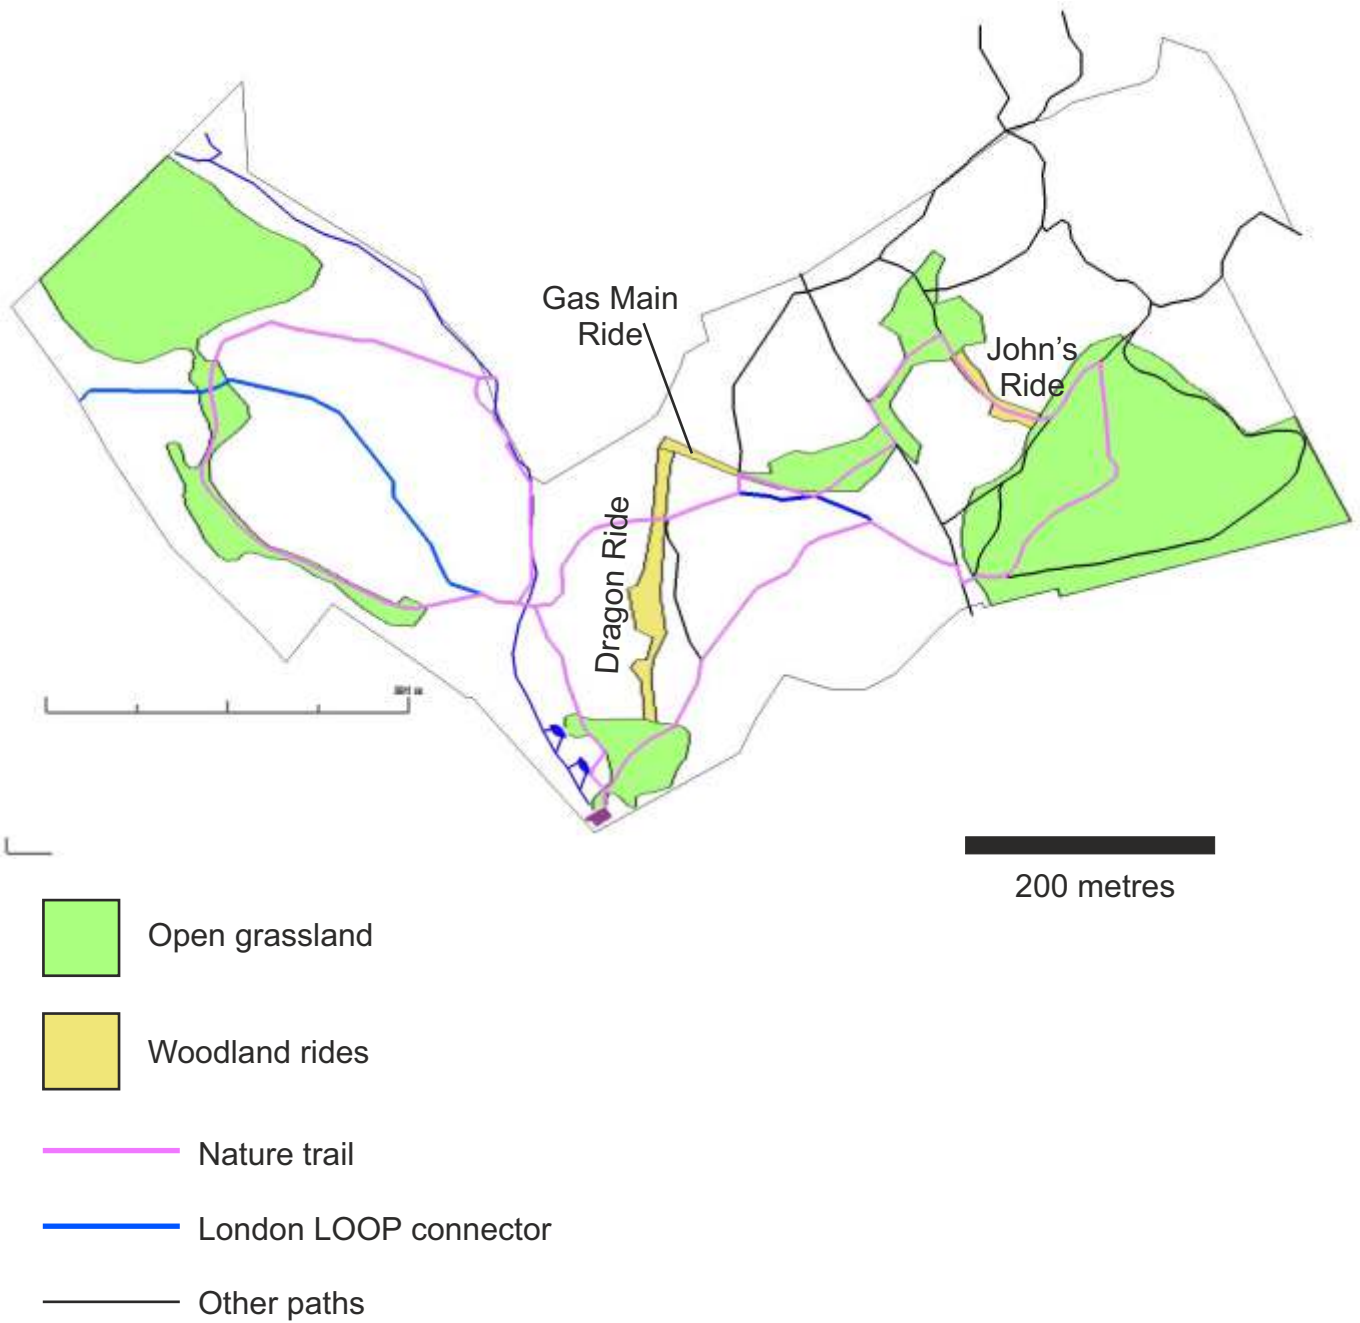 Gas Main
Ride
John's
Ride
Dragon Ride
200 metres
Open grassland
Woodland rides
Nature trail
London LOOP connector
Other paths